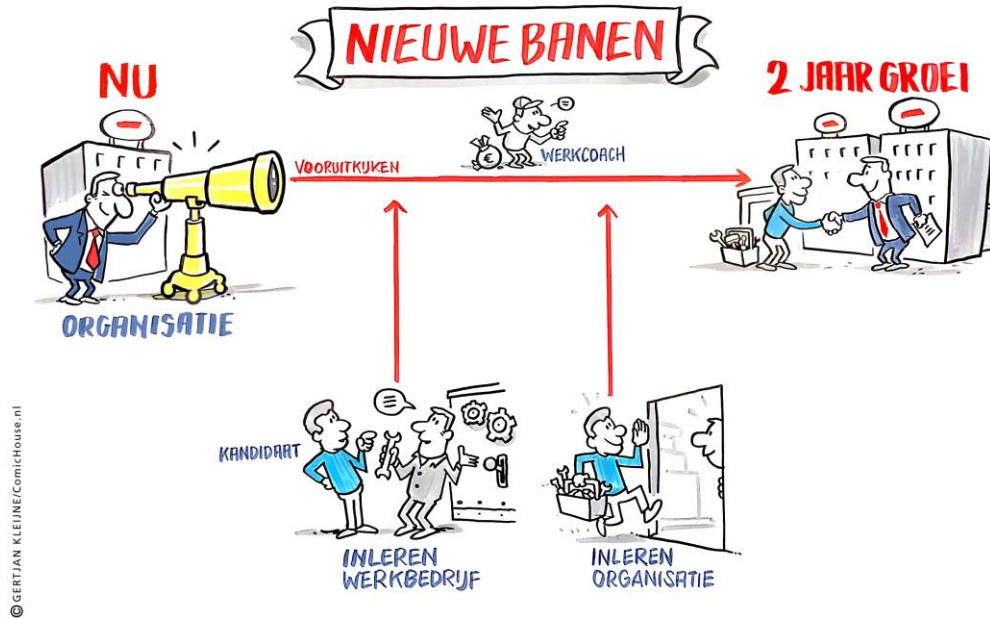 NIEUWE BANEN
NU
2 JAAR GROEI
WERKCOACH
€
VOORUITKIJKEN
ORGANISATIE
KANDIDAAT
INLEREN
WERKBEDRIJF
INLEREN
ORGANISATIE
© GERTJAN KLEIJNE/COMICHOUSE.nl